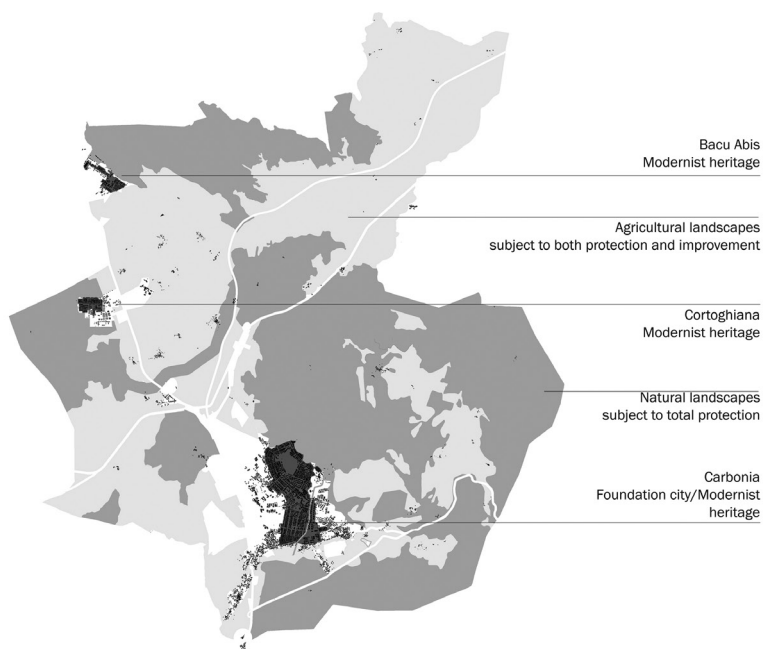 Bacu Abis
Modernist heritage
Agricultural landscapes
subject to both protection and improvement
Cortoghiana
Modernist heritage
Natural landscapes
subject to total protection
Carbonia
Foundation city/Modernist
heritage